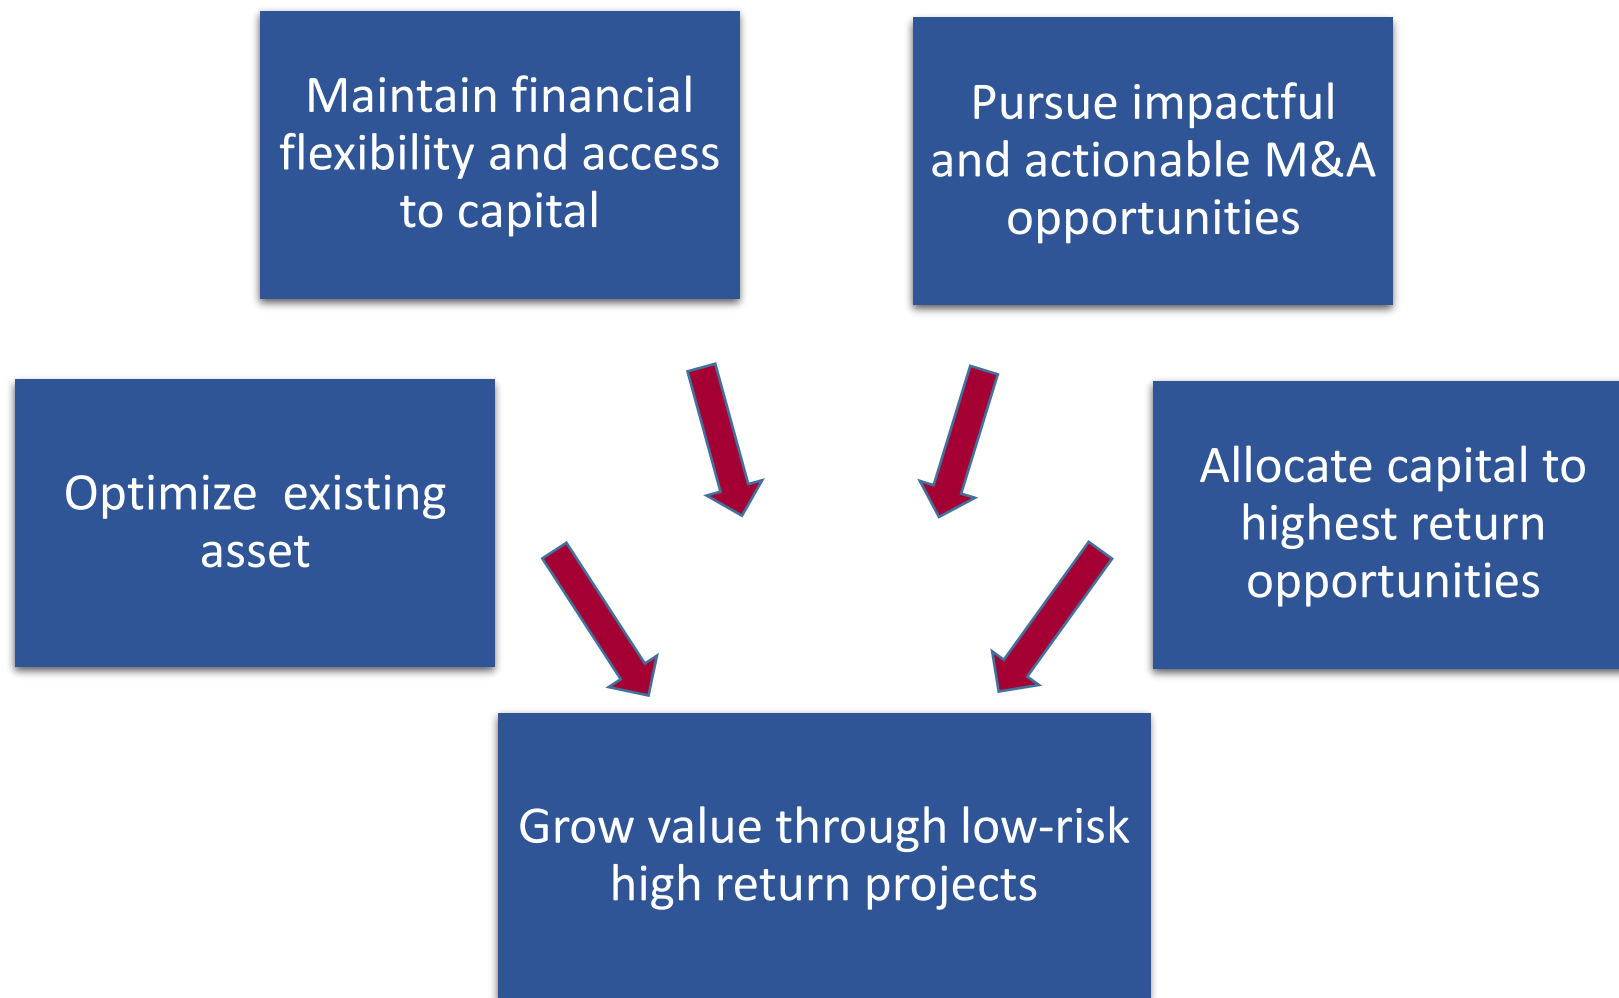 Maintain financial
flexibility and access
to capital
Pursue impactful
and actionable M&A
opportunities
Optimize  existing
asset
Allocate capital to
highest return
opportunities
Grow value through low-risk
high return projects